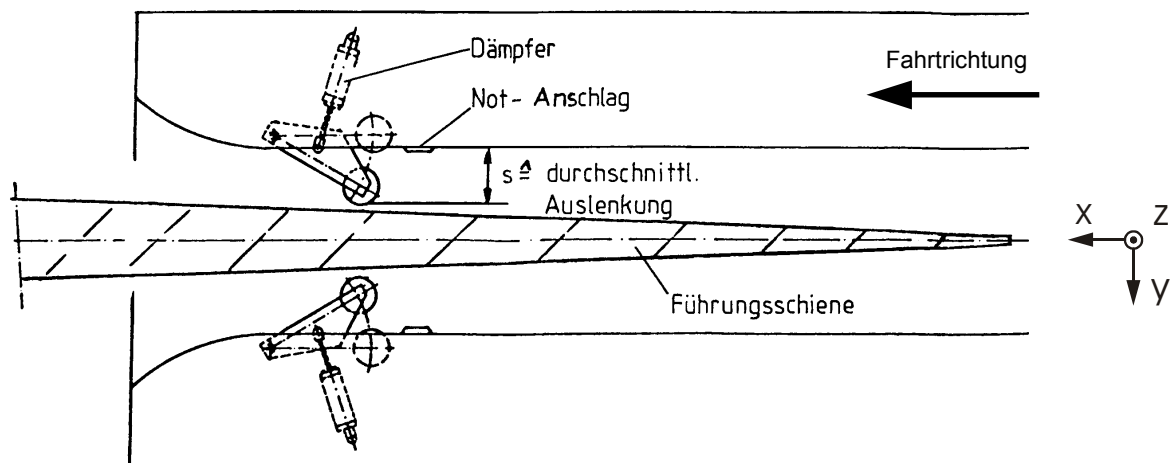 Dämpfer
Fahrtrichtung
Not-Anschlag
s ≙ durchschnittl.
Auslenkung
X
Z
y
Führungsschiene